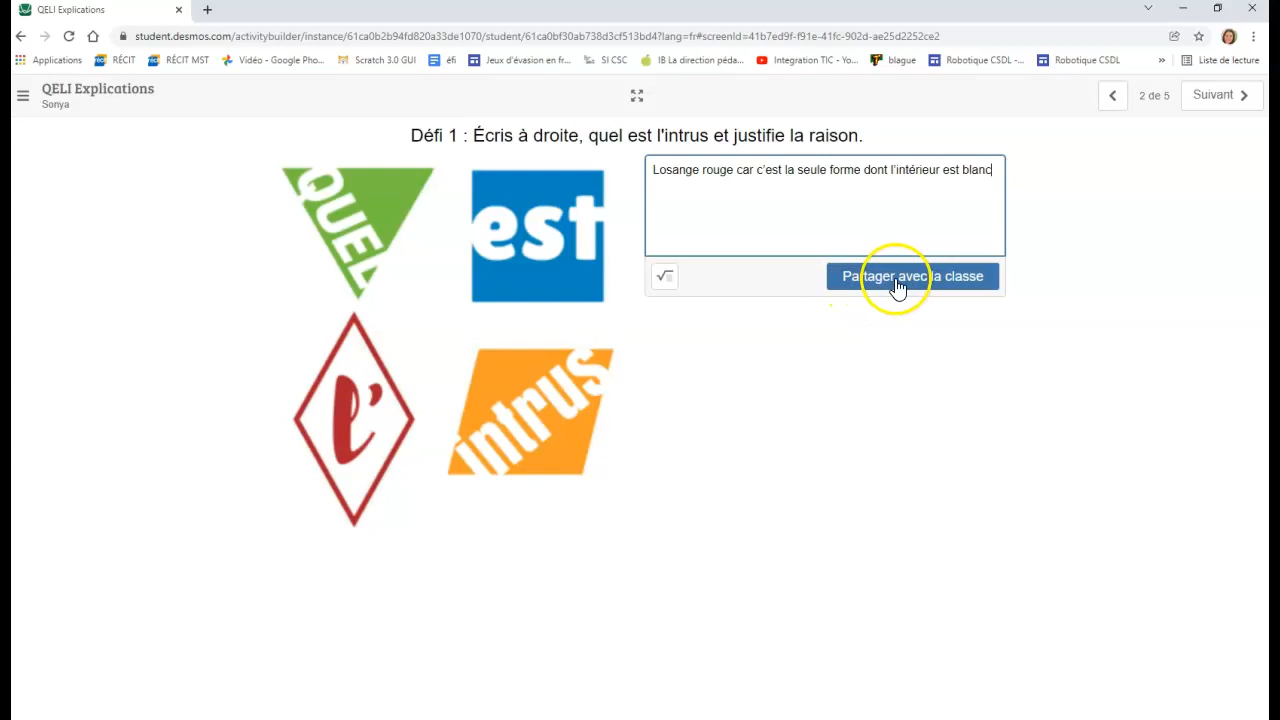 QELI Explications
student.desmos.com/activitybuilder/instance/61ca0b2b94fd820a33de1070/student/61ca0bf30ab738d3cf513bd4?lang=fr#screenId=41b7ed9f-f91e-41fc-902d-ae25d2252ce2
Applications RÉCIT RÉCIT MST Vidéo - Google Pho... Scratch 3.0 GUI éfi Jeux d'évasion en fr... SI CSC IB La direction péda... Integration TIC - Yo... blague Robotique CSDL -... Robotique CSDL » Liste de lecture
QELI Explications
Sonya
2 de 5
Suivant
Défi 1 : Écris à droite, quel est l'intrus et justifie la raison.
QUEL
est
l'
intrus
Losange rouge car c'est la seule forme dont l'intérieur est blanc
Partager avec la classe